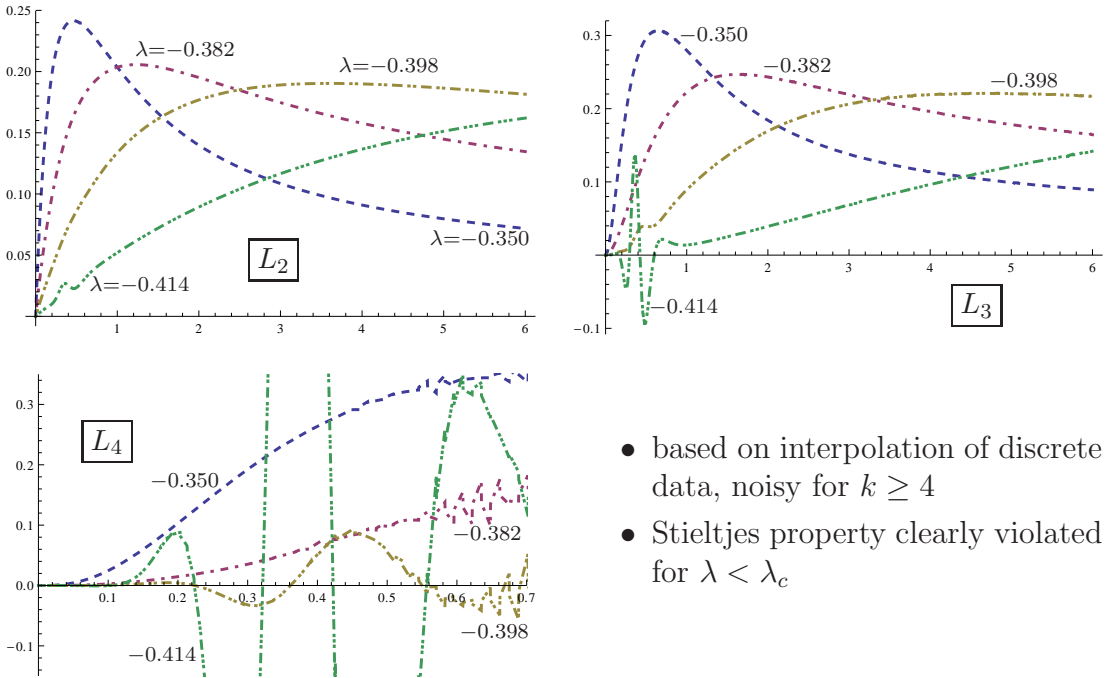 0.25
0.20
0.15
0.10
0.05
1 2 3 4 5 6
λ=−0.382
λ=−0.398
λ=−0.350
λ=−0.414
L₂
0.3
0.2
0.1
−0.1
1 2 3 4 5 6
−0.350
−0.382
−0.398
−0.414
L₃
0.3
0.2
0.1
0.0
−0.1
0.1 0.2 0.3 0.4 0.5 0.6 0.7
L₄
−0.350
−0.382
−0.398
−0.414
• based on interpolation of discrete
data, noisy for k ≥ 4
• Stieltjes property clearly violated
for λ < λ_c